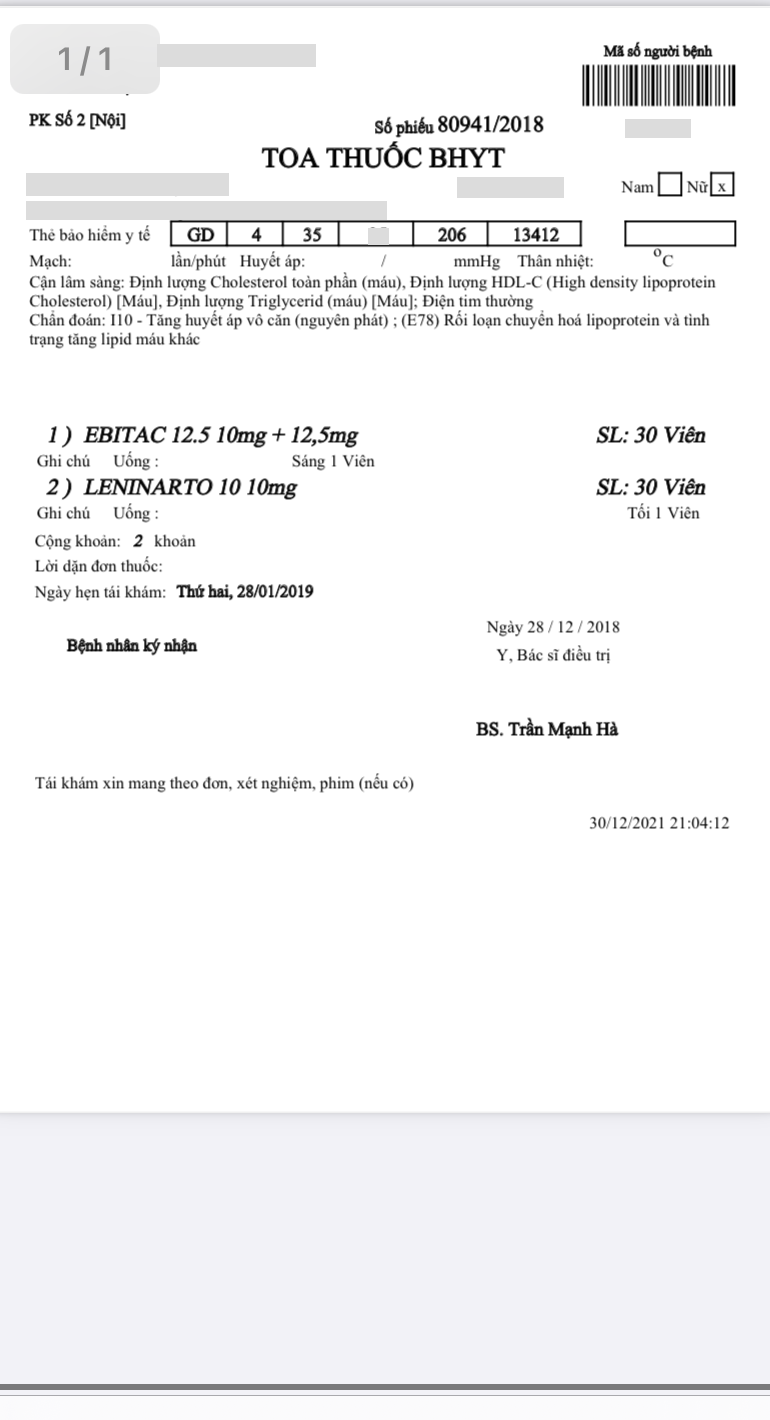 1/1
Mã số người bệnh
PK Số 2 [Nội]
Số phiếu 80941/2018
TOA THUỐC BHYT
Nam Nữ x
Thẻ bảo hiểm y tế GD 4 35 206 13412
Mạch: lần/phút Huyết áp: / mmHg Thân nhiệt: °C
Cận lâm sàng: Định lượng Cholesterol toàn phần (máu), Định lượng HDL-C (High density lipoprotein
Cholesterol) [Máu], Định lượng Triglycerid (máu) [Máu]; Điện tim thường
Chẩn đoán: I10 - Tăng huyết áp vô căn (nguyên phát) ; (E78) Rối loạn chuyển hoá lipoprotein và tình
trạng tăng lipid máu khác
1 ) EBITAC 12.5 10mg + 12,5mg SL: 30 Viên
Ghi chú Uống : Sáng 1 Viên
2 ) LENINARTO 10 10mg SL: 30 Viên
Ghi chú Uống : Tối 1 Viên
Cộng khoản: 2 khoản
Lời dặn đơn thuốc:
Ngày hẹn tái khám: Thứ hai, 28/01/2019
Ngày 28 / 12 / 2018
Bệnh nhân ký nhận
Y, Bác sĩ điều trị
BS. Trần Mạnh Hà
Tái khám xin mang theo đơn, xét nghiệm, phim (nếu có)
30/12/2021 21:04:12